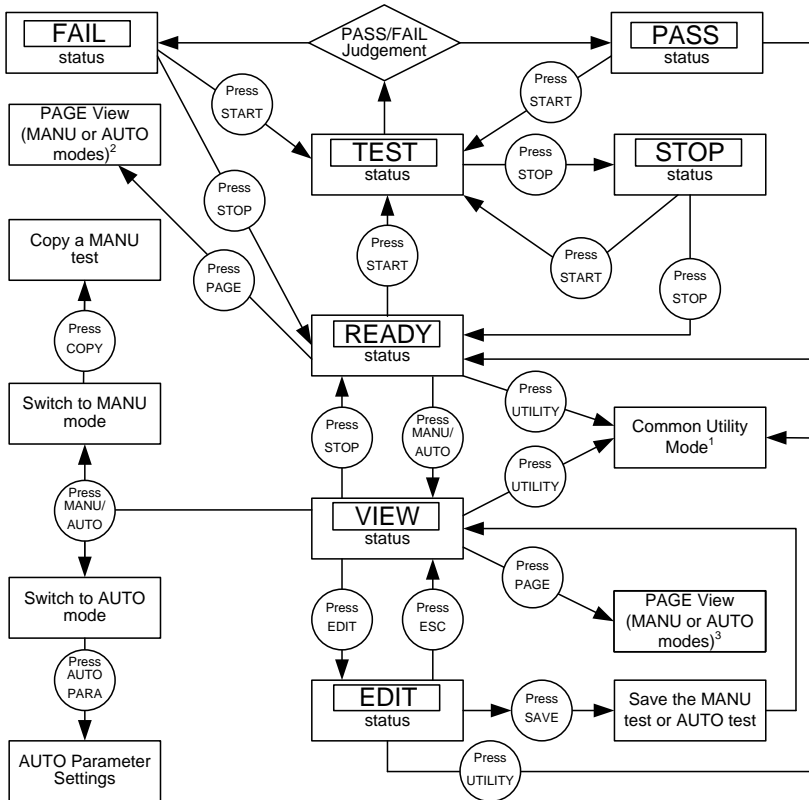 FAIL
status
PASS/FAIL
Judgement
PASS
status
Press
START
Press
START
PAGE View
(MANU or AUTO
modes)2
TEST
status
Press
STOP
STOP
status
Press
STOP
Copy a MANU
test
Press
START
Press
START
Press
PAGE
Press
STOP
Press
COPY
READY
status
Switch to MANU
mode
Press
UTILITY
Press
STOP
Press
MANU/
AUTO
Common Utility
Mode1
Press
UTILITY
Press
MANU/
AUTO
VIEW
status
Press
PAGE
Switch to AUTO
mode
Press
EDIT
Press
ESC
PAGE View
(MANU or AUTO
modes)3
Press
AUTO
PARA
EDIT
status
Press
SAVE
Save the MANU
test or AUTO test
AUTO Parameter
Settings
Press
UTILITY